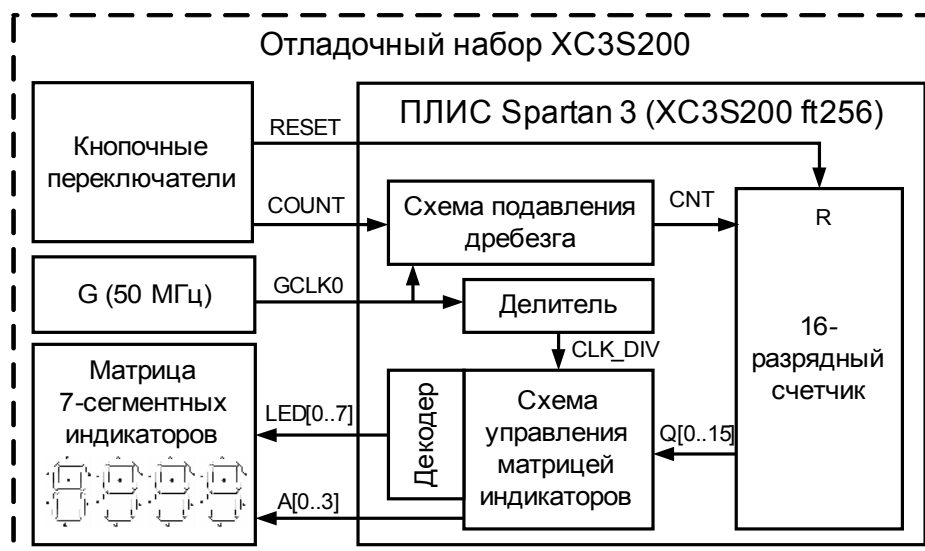 Отладочный набор XC3S200
ПЛИС Spartan 3 (XC3S200 ft256)
Кнопочные
переключатели
RESET
COUNT
Схема подавления
дребезга
CNT
R
16-
разрядный
счетчик
G (50 МГц)
GCLK0
Делитель
CLK_DIV
Матрица
7-сегментных
индикаторов
LED[0..7]
A[0..3]
Декодер
Схема
управления
матрицей
индикаторов
Q[0..15]